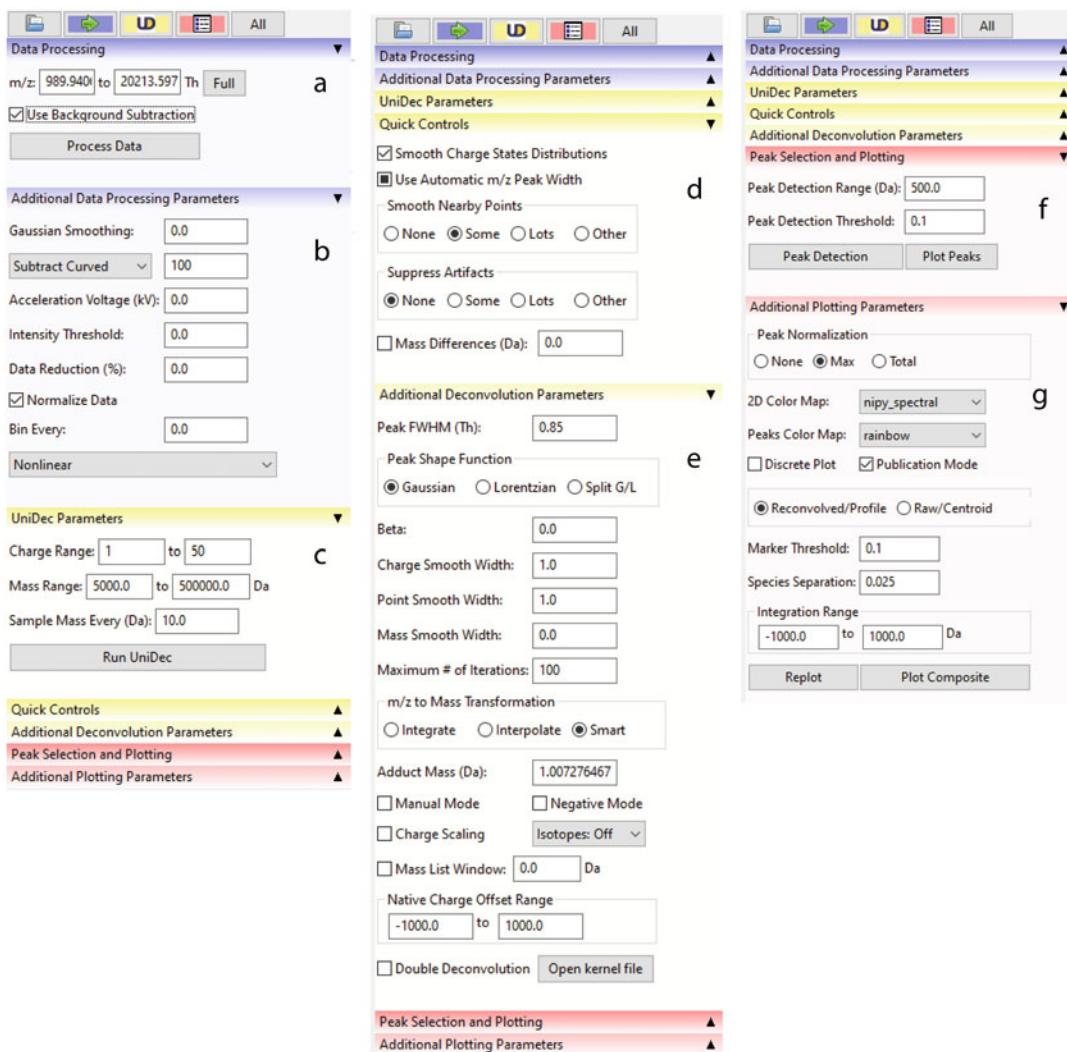 UD All
Data Processing
m/z: 989.940 to 20213.597 Th Full
a
Use Background Subtraction
Process Data
Additional Data Processing Parameters
Gaussian Smoothing: 0.0
b
Subtract Curved 100
Acceleration Voltage (kV): 0.0
Intensity Threshold: 0.0
Data Reduction (%): 0.0
Normalize Data
Bin Every: 0.0
Nonlinear
UniDec Parameters
Charge Range: 1 to 50
c
Mass Range: 5000.0 to 500000.0 Da
Sample Mass Every (Da): 10.0
Run UniDec
Quick Controls
Additional Deconvolution Parameters
Peak Selection and Plotting
Additional Plotting Parameters
UD All
Data Processing
Additional Data Processing Parameters
UniDec Parameters
Quick Controls
Smooth Charge States Distributions
Use Automatic m/z Peak Width
d
Smooth Nearby Points
None Some Lots Other
Suppress Artifacts
None Some Lots Other
Mass Differences (Da): 0.0
Additional Deconvolution Parameters
Peak FWHM (Th): 0.85
e
Peak Shape Function
Gaussian Lorentzian Split G/L
Beta: 0.0
Charge Smooth Width: 1.0
Point Smooth Width: 1.0
Mass Smooth Width: 0.0
Maximum # of Iterations: 100
m/z to Mass Transformation
Integrate Interpolate Smart
Adduct Mass (Da): 1.007276467
Manual Mode Negative Mode
Charge Scaling Isotopes: Off
Mass List Window: 0.0 Da
Native Charge Offset Range
-1000.0 to 1000.0
Double Deconvolution Open kernel file
Peak Selection and Plotting
Additional Plotting Parameters
UD All
Data Processing
Additional Data Processing Parameters
UniDec Parameters
Quick Controls
Additional Deconvolution Parameters
Peak Selection and Plotting
Peak Detection Range (Da): 500.0
f
Peak Detection Threshold: 0.1
Peak Detection Plot Peaks
Additional Plotting Parameters
Peak Normalization
None Max Total
2D Color Map: nipy_spectral
g
Peaks Color Map: rainbow
Discrete Plot Publication Mode
Reconvolved/Profile Raw/Centroid
Marker Threshold: 0.1
Species Separation: 0.025
Integration Range
-1000.0 to 1000.0 Da
Replot Plot Composite